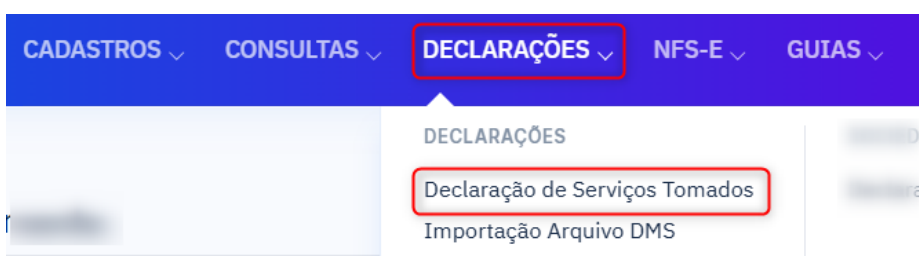 CADASTROS CONSULTAS DECLARAÇÕES NFS-E GUIAS
DECLARAÇÕES
Declaração de Serviços Tomados
Importação Arquivo DMS